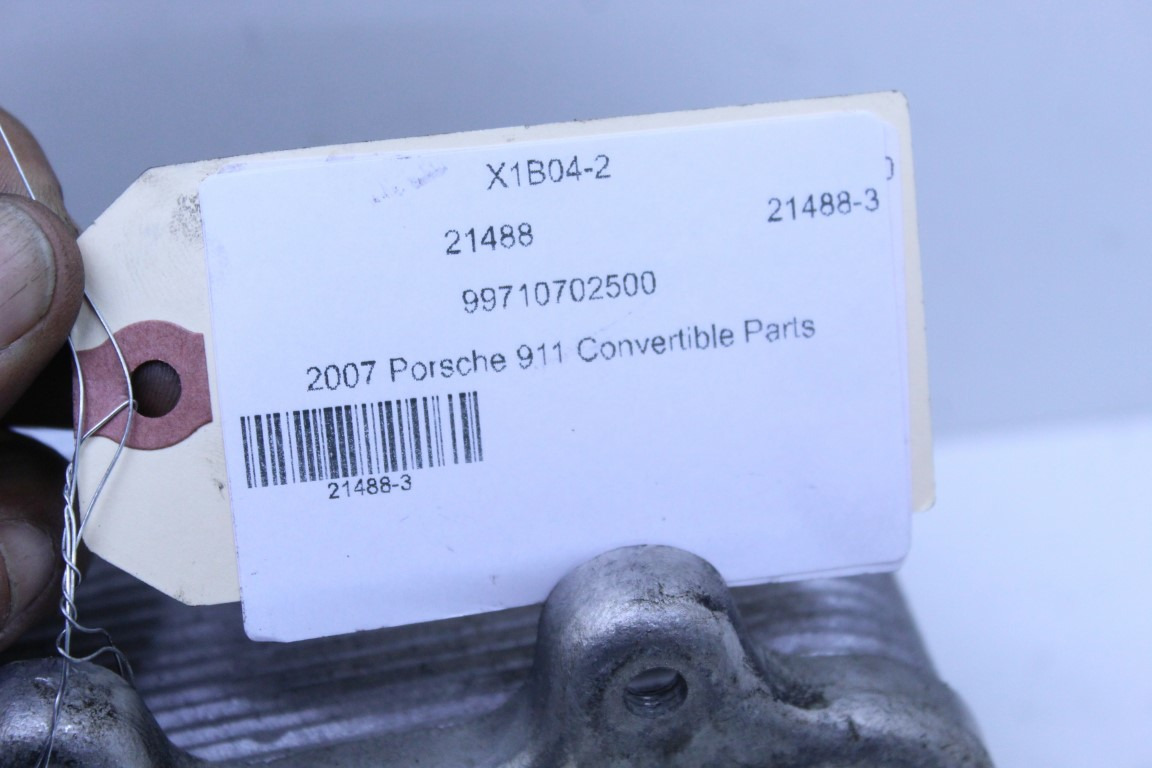 X1B04-2
21488 21488-3
99710702500
2007 Porsche 911 Convertible Parts
21488-3